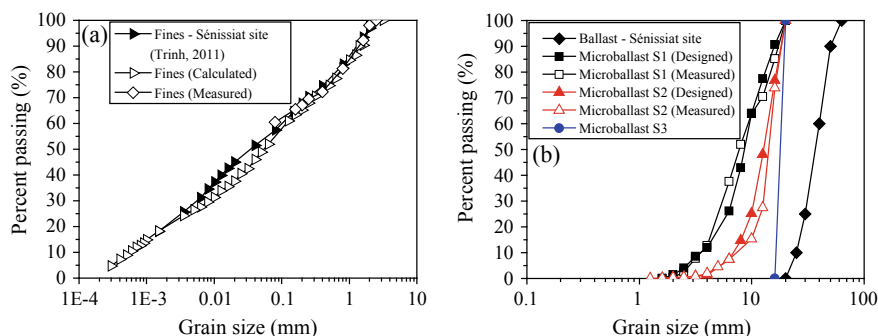 (a)
Fines - Sénissiat site
(Trinh, 2011)
Fines (Calculated)
Fines (Measured)
Percent passing (%)
100
90
80
70
60
50
40
30
20
10
0
1E-4
1E-3
0.01
0.1
1
10
Grain size (mm)
(b)
Ballast - Sénissiat site
Microballast S1 (Designed)
Microballast S1 (Measured)
Microballast S2 (Designed)
Microballast S2 (Measured)
Microballast S3
Percent passing (%)
100
90
80
70
60
50
40
30
20
10
0
0.1
1
10
100
Grain size (mm)